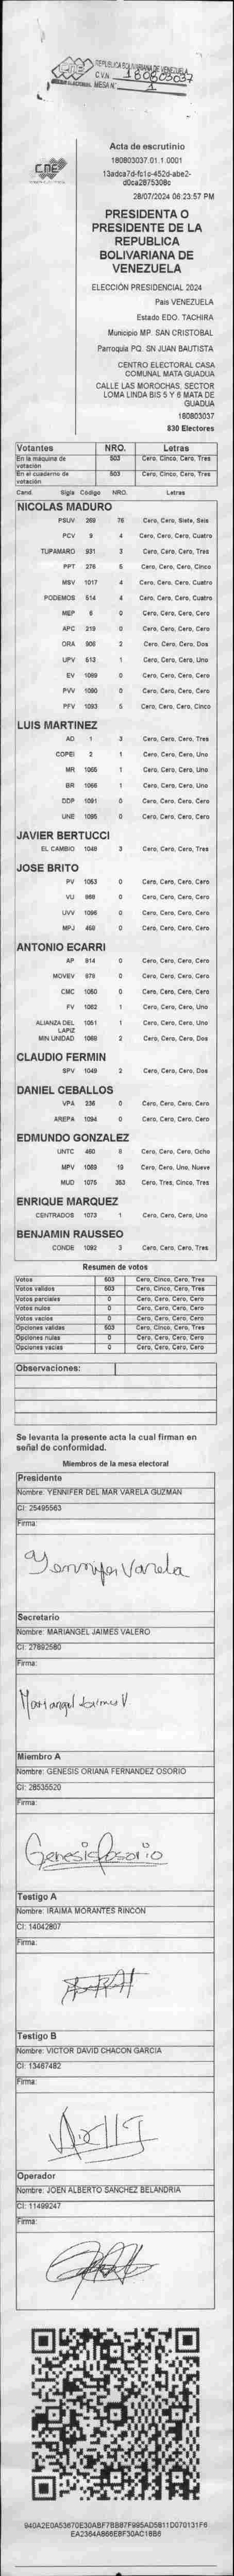 REPUBLICA BOLIVARIANA DE VENEZUELA
CNE
C.V.N. 180803037
MESA N° 1
CNE
Acta de escrutinio
180803037.01.1.0001
13adca7d-fc1c-452d-abe2-
d0ca2875308c
28/07/2024 06:23:57 PM
PRESIDENTA O
PRESIDENTE DE LA
REPUBLICA
BOLIVARIANA DE
VENEZUELA
ELECCIÓN PRESIDENCIAL 2024
Pais VENEZUELA
Estado EDO. TACHIRA
Municipio MP. SAN CRISTOBAL
Parroquia PQ. SN JUAN BAUTISTA
CENTRO ELECTORAL CASA
COMUNAL MATA GUADUA
CALLE LAS MOROCHAS. SECTOR
LOMA LINDA BIS 5 Y 6 MATA DE
GUADUA
180803037
830 Electores
Votantes NRO. Letras
En la máquina de votación 503 Cero, Cinco, Cero, Tres
En el cuaderno de votación 503 Cero, Cinco, Cero, Tres
Cand. Sigla Código NRO. Letras
NICOLAS MADURO
PSUV 269 76 Cero, Cero, Siete, Seis
PCV 9 4 Cero, Cero, Cero, Cuatro
TUPAMARO 931 3 Cero, Cero, Cero, Tres
PPT 276 5 Cero, Cero, Cero, Cinco
MSV 1017 4 Cero, Cero, Cero, Cuatro
PODEMOS 514 4 Cero, Cero, Cero, Cuatro
MEP 6 0 Cero, Cero, Cero, Cero
APC 219 0 Cero, Cero, Cero, Cero
ORA 906 2 Cero, Cero, Cero, Dos
UPV 613 1 Cero, Cero, Cero, Uno
EV 1089 0 Cero, Cero, Cero, Cero
PVV 1090 0 Cero, Cero, Cero, Cero
PFV 1093 5 Cero, Cero, Cero, Cinco
LUIS MARTINEZ
AD 1 3 Cero, Cero, Cero, Tres
COPEI 2 1 Cero, Cero, Cero, Uno
MR 1065 1 Cero, Cero, Cero, Uno
BR 1066 1 Cero, Cero, Cero, Uno
DDP 1091 0 Cero, Cero, Cero, Cero
UNE 1095 0 Cero, Cero, Cero, Cero
JAVIER BERTUCCI
EL CAMBIO 1048 3 Cero, Cero, Cero, Tres
JOSE BRITO
PV 1053 0 Cero, Cero, Cero, Cero
VU 868 0 Cero, Cero, Cero, Cero
UVV 1096 0 Cero, Cero, Cero, Cero
MPJ 460 0 Cero, Cero, Cero, Cero
ANTONIO ECARRI
AP 914 0 Cero, Cero, Cero, Cero
MOVEV 978 0 Cero, Cero, Cero, Cero
CMC 1050 0 Cero, Cero, Cero, Cero
FV 1062 1 Cero, Cero, Cero, Uno
ALIANZA DEL LAPIZ 1051 1 Cero, Cero, Cero, Uno
MIN UNIDAD 1068 2 Cero, Cero, Cero, Dos
CLAUDIO FERMIN
SPV 1049 2 Cero, Cero, Cero, Dos
DANIEL CEBALLOS
VPA 236 0 Cero, Cero, Cero, Cero
AREPA 1094 0 Cero, Cero, Cero, Cero
EDMUNDO GONZALEZ
UNTC 460 8 Cero, Cero, Cero, Ocho
MPV 1069 19 Cero, Cero, Uno, Nueve
MUD 1075 353 Cero, Tres, Cinco, Tres
ENRIQUE MARQUEZ
CENTRADOS 1073 1 Cero, Cero, Cero, Uno
BENJAMIN RAUSSEO
CONDE 1092 3 Cero, Cero, Cero, Tres
Resumen de votos
Votos 503 Cero, Cinco, Cero, Tres
Votos validos 503 Cero, Cinco, Cero, Tres
Votos parciales 0 Cero, Cero, Cero, Cero
Votos nulos 0 Cero, Cero, Cero, Cero
Votos vacios 0 Cero, Cero, Cero, Cero
Opciones validas 503 Cero, Cinco, Cero, Tres
Opciones nulas 0 Cero, Cero, Cero, Cero
Opciones vacias 0 Cero, Cero, Cero, Cero
Observaciones:
Se levanta la presente acta la cual firman en
señal de conformidad.
Miembros de la mesa electoral
Presidente
Nombre: YENNIFER DEL MAR VARELA GUZMAN
CI: 25495563
Firma:
Yennifer Varela
Secretario
Nombre: MARIANGEL JAIMES VALERO
CI: 27892580
Firma:
Mariangel Jaimes V
Miembro A
Nombre: GENESIS ORIANA FERNANDEZ OSORIO
CI: 28535520
Firma:
Genesis Osorio
Testigo A
Nombre: IRAIMA MORANTES RINCON
CI: 14042807
Firma:
Testigo B
Nombre: VICTOR DAVID CHACON GARCIA
CI: 13467482
Firma:
Operador
Nombre: JOEN ALBERTO SANCHEZ BELANDRIA
CI: 11499247
Firma:
940A2E0A53670E30ABF7BB87F995AD5811D070131F6
EA2364A866EBF30AC18B8